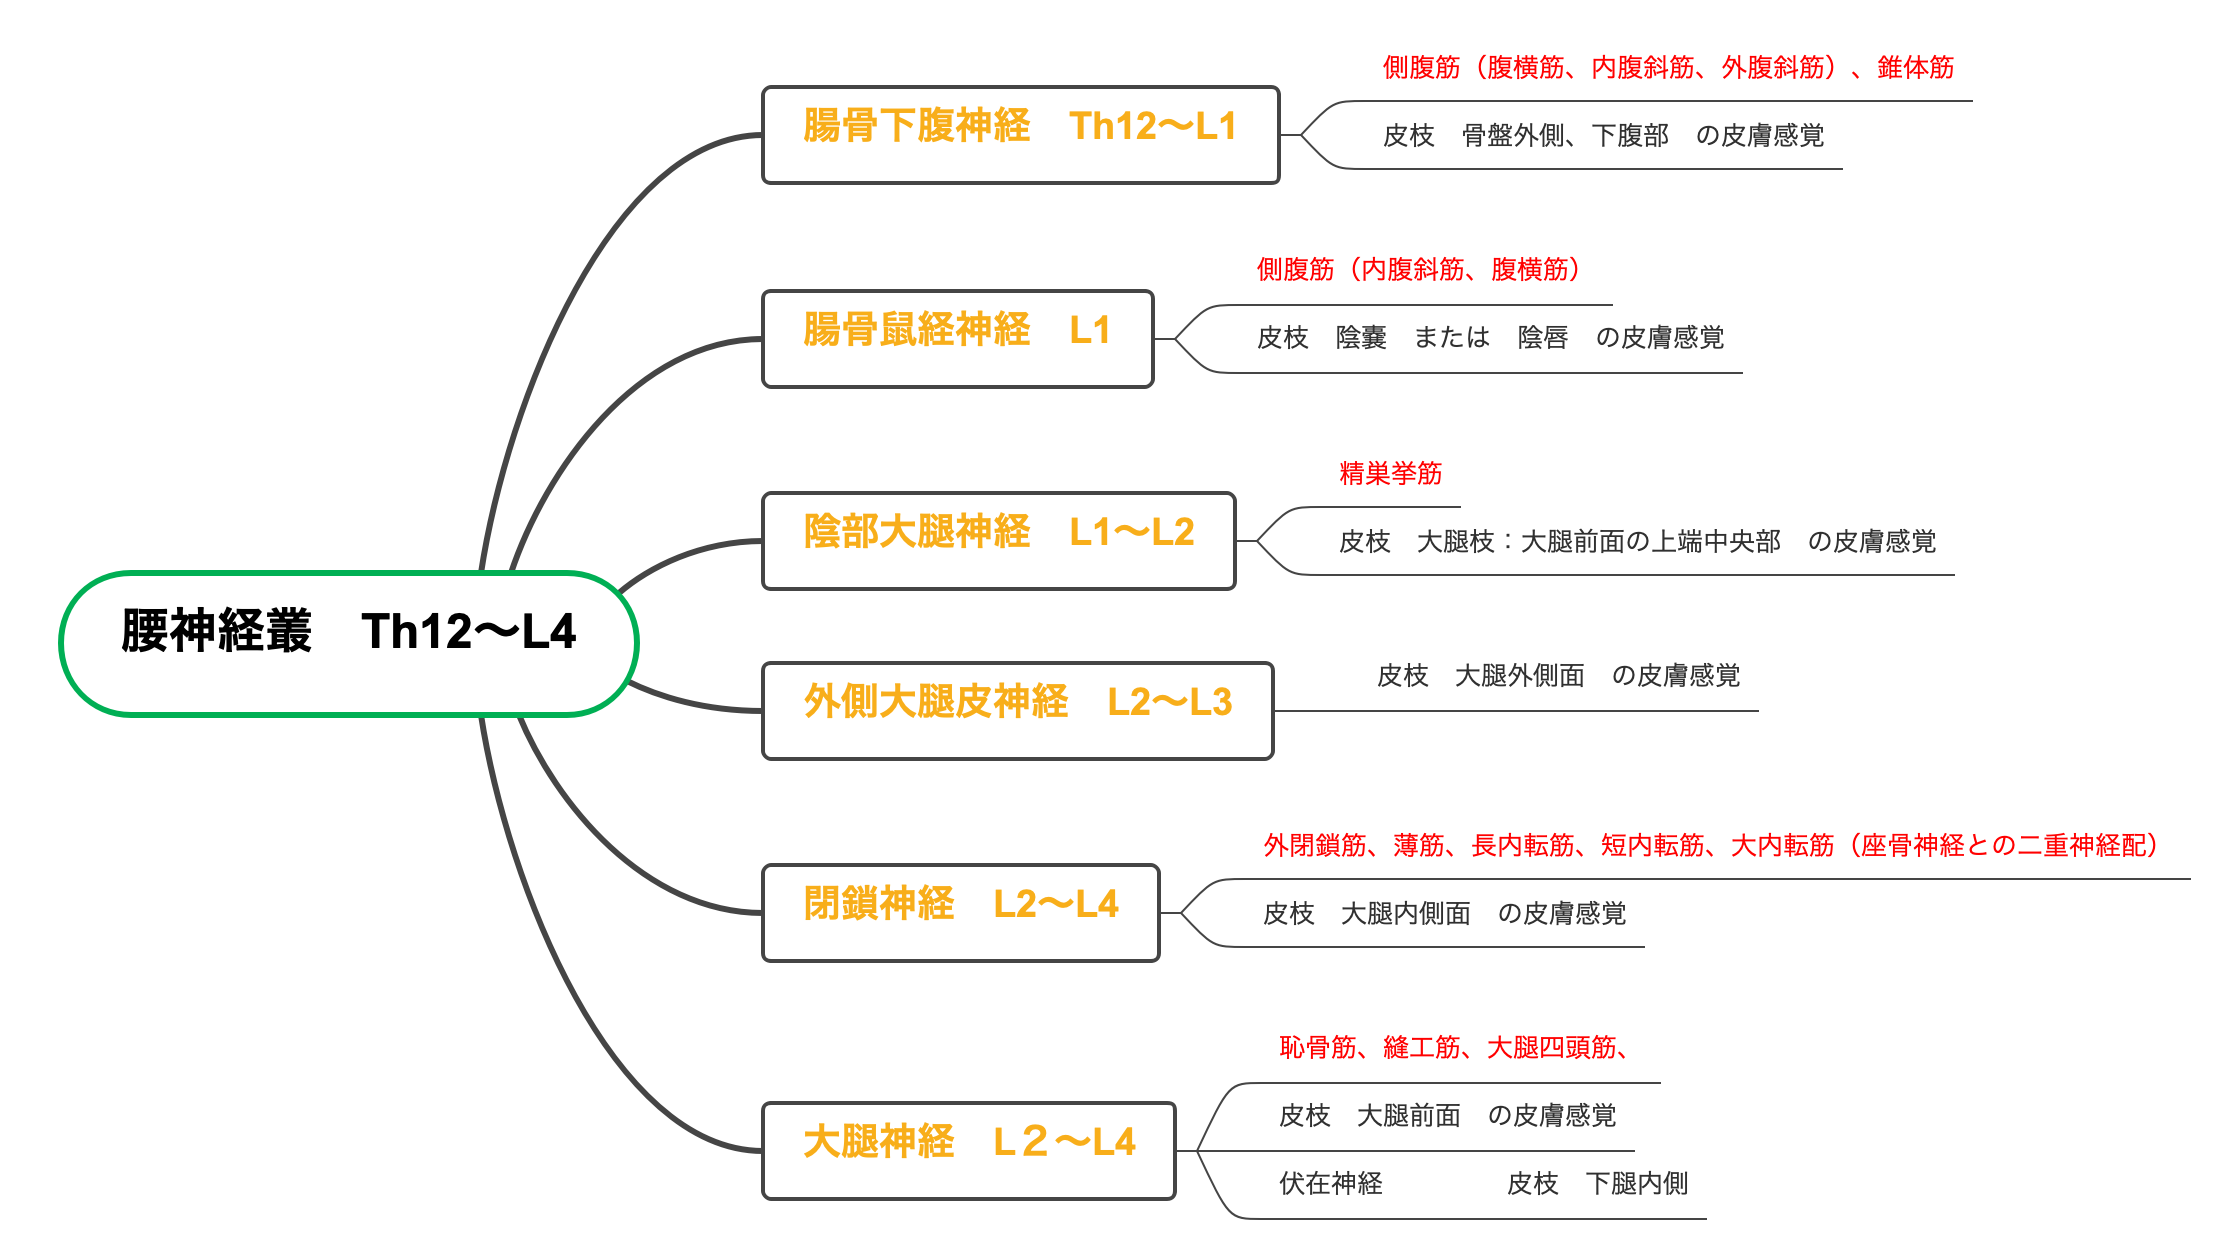 腰神経叢　Th12〜L4
腸骨下腹神経　Th12〜L1
側腹筋（腹横筋、内腹斜筋、外腹斜筋）、錐体筋
皮枝　骨盤外側、下腹部　の皮膚感覚
腸骨鼠経神経　L1
側腹筋（内腹斜筋、腹横筋）
皮枝　陰嚢　または　陰唇　の皮膚感覚
陰部大腿神経　L1〜L2
精巣挙筋
皮枝　大腿枝：大腿前面の上端中央部　の皮膚感覚
外側大腿皮神経　L2〜L3
皮枝　大腿外側面　の皮膚感覚
閉鎖神経　L2〜L4
外閉鎖筋、薄筋、長内転筋、短内転筋、大内転筋（座骨神経との二重神経配）
皮枝　大腿内側面　の皮膚感覚
大腿神経　L２〜L4
恥骨筋、縫工筋、大腿四頭筋、
皮枝　大腿前面　の皮膚感覚
伏在神経　　　　　皮枝　下腿内側